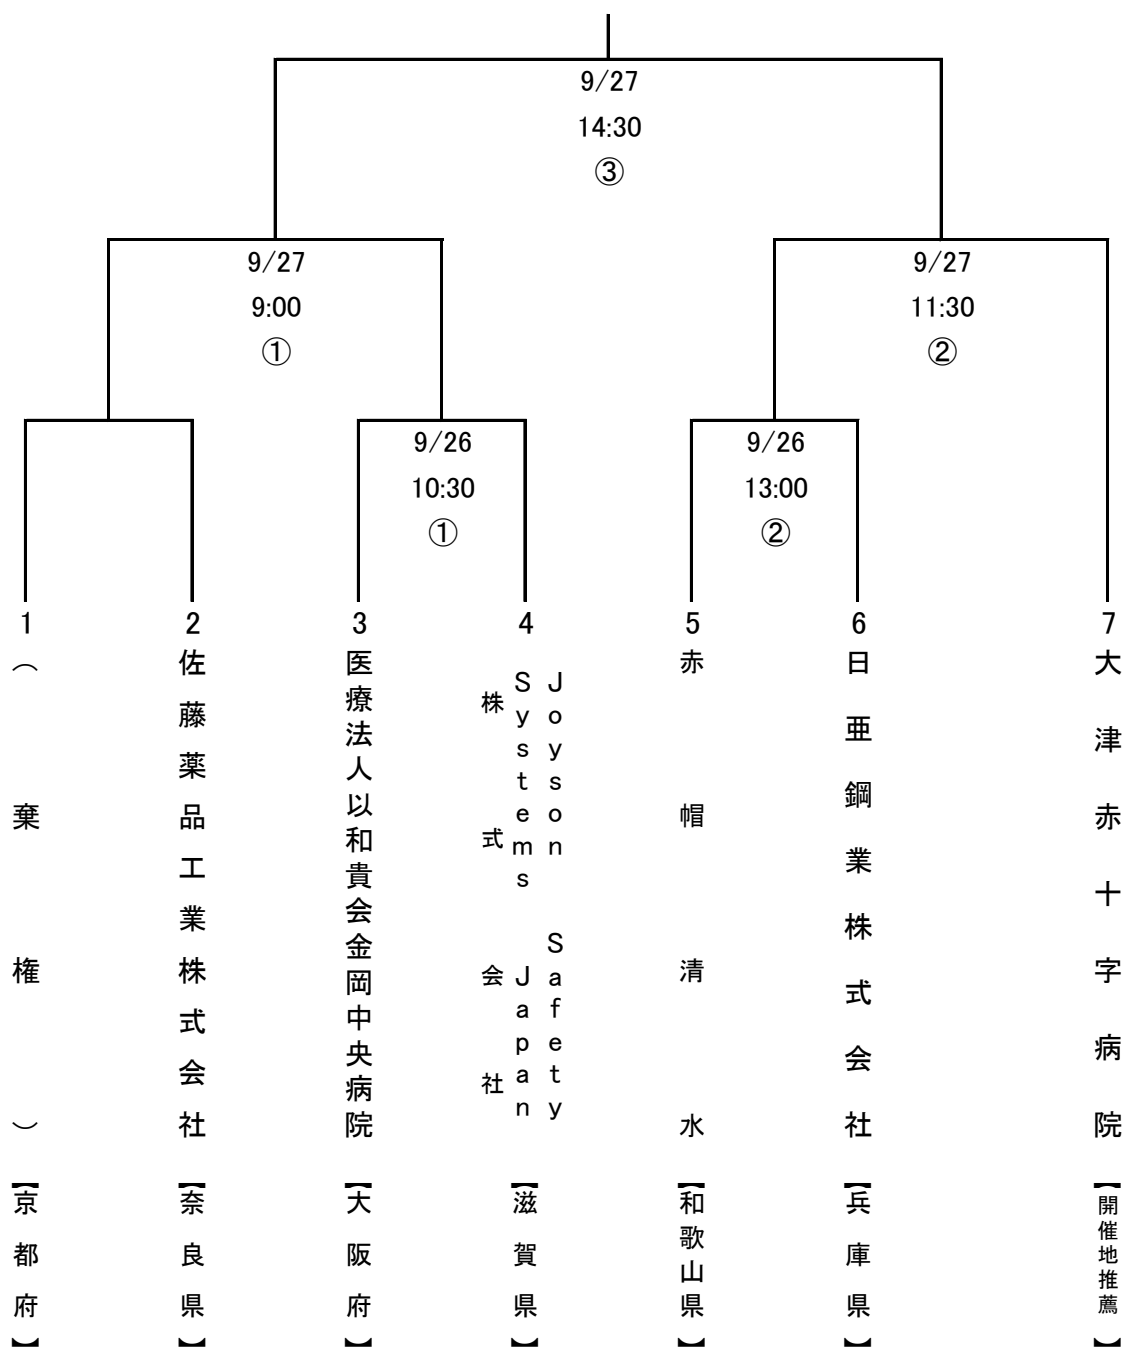 9/27
14:30
③
9/27
9:00
①
9/27
11:30
②
9/26
10:30
①
9/26
13:00
②
1
（棄権）
【京都府】
2
佐藤薬品工業株式会社
【奈良県】
3
医療法人以和貴会金岡中央病院
【大阪府】
4
Joyson Safety
Systems Japan
株式会社
【滋賀県】
5
赤帽清水
【和歌山県】
6
日亜鋼業株式会社
【兵庫県】
7
大津赤十字病院
【開催地推薦】